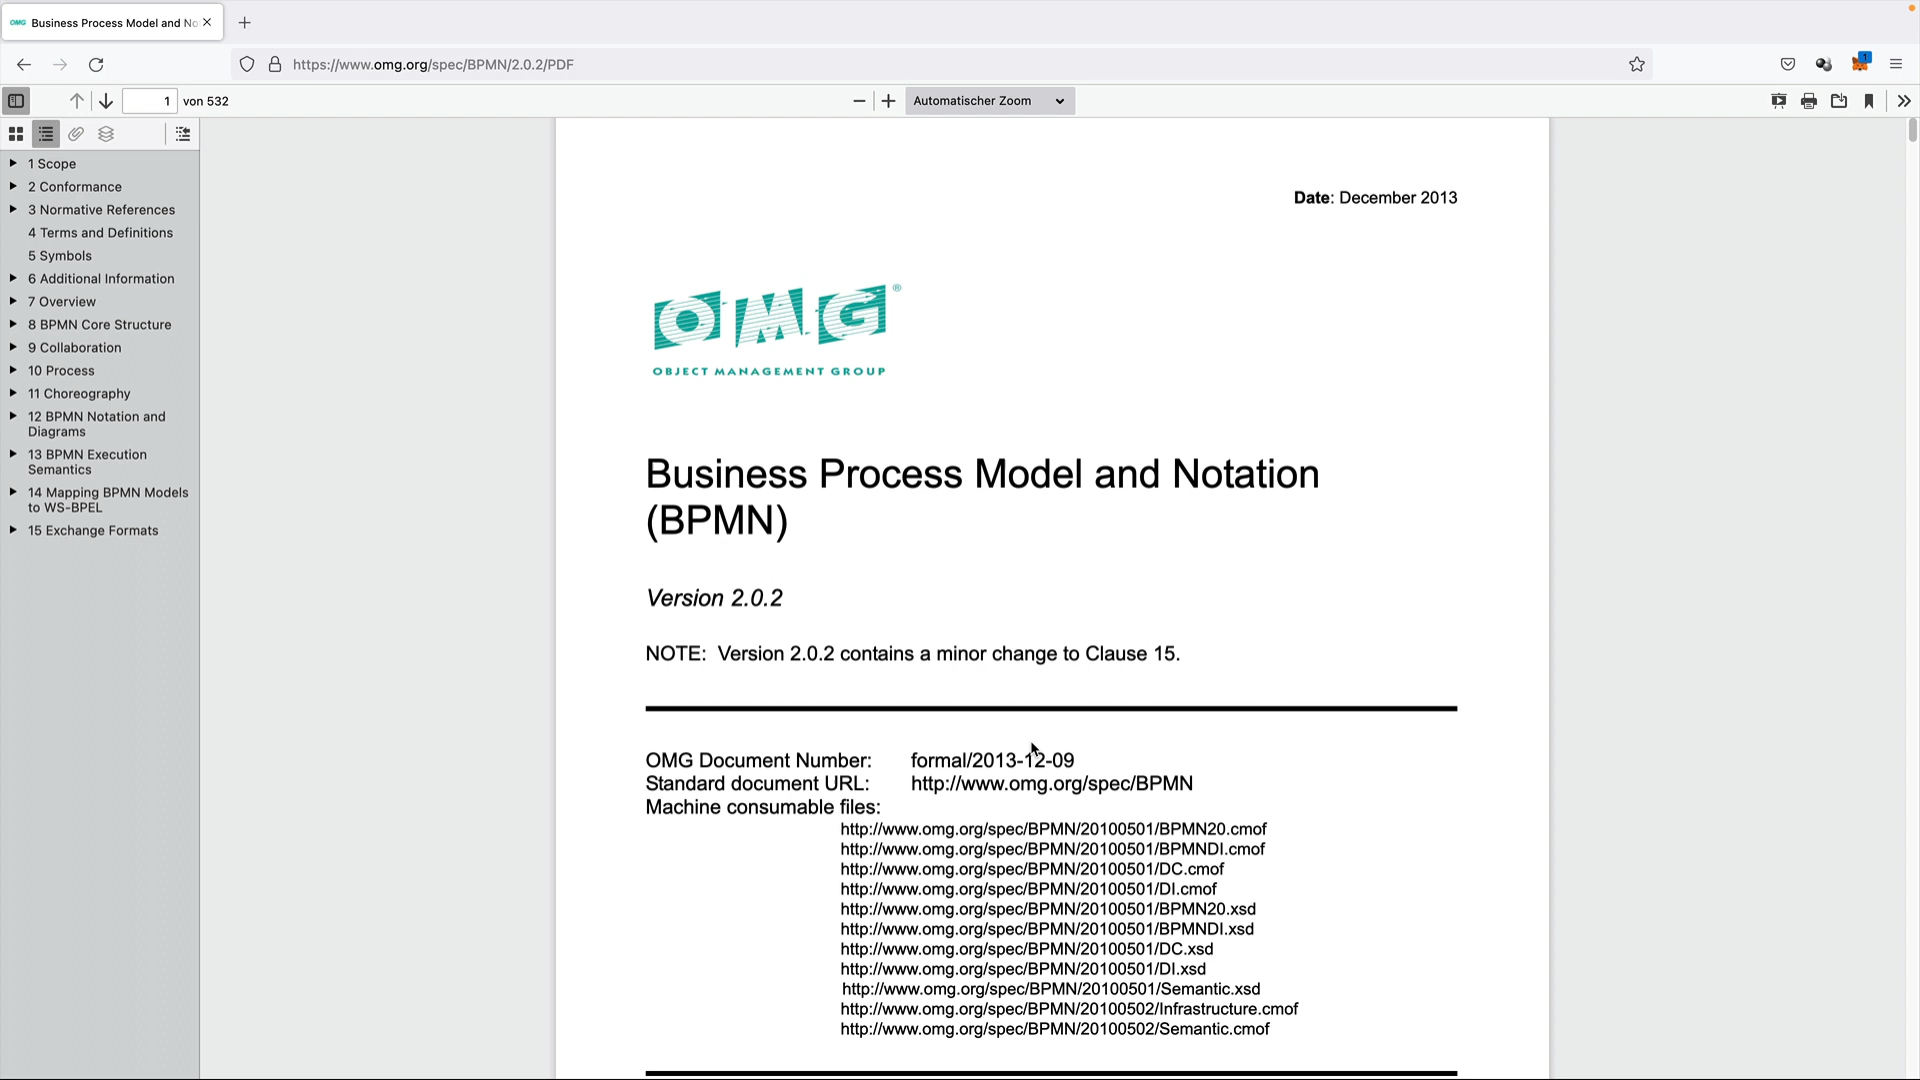 OMG Business Process Model and No
https://www.omg.org/spec/BPMN/2.0.2/PDF
1
1 von 532
Automatischer Zoom
1 Scope
2 Conformance
3 Normative References
4 Terms and Definitions
5 Symbols
6 Additional Information
7 Overview
8 BPMN Core Structure
9 Collaboration
10 Process
11 Choreography
12 BPMN Notation and
Diagrams
13 BPMN Execution
Semantics
14 Mapping BPMN Models
to WS-BPEL
15 Exchange Formats
Date: December 2013
OMG®
OBJECT MANAGEMENT GROUP
Business Process Model and Notation
(BPMN)
Version 2.0.2
NOTE: Version 2.0.2 contains a minor change to Clause 15.
OMG Document Number: formal/2013-12-09
Standard document URL: http://www.omg.org/spec/BPMN
Machine consumable files:
http://www.omg.org/spec/BPMN/20100501/BPMN20.cmof
http://www.omg.org/spec/BPMN/20100501/BPMNDI.cmof
http://www.omg.org/spec/BPMN/20100501/DC.cmof
http://www.omg.org/spec/BPMN/20100501/DI.cmof
http://www.omg.org/spec/BPMN/20100501/BPMN20.xsd
http://www.omg.org/spec/BPMN/20100501/BPMNDI.xsd
http://www.omg.org/spec/BPMN/20100501/DC.xsd
http://www.omg.org/spec/BPMN/20100501/DI.xsd
http://www.omg.org/spec/BPMN/20100501/Semantic.xsd
http://www.omg.org/spec/BPMN/20100502/Infrastructure.cmof
http://www.omg.org/spec/BPMN/20100502/Semantic.cmof